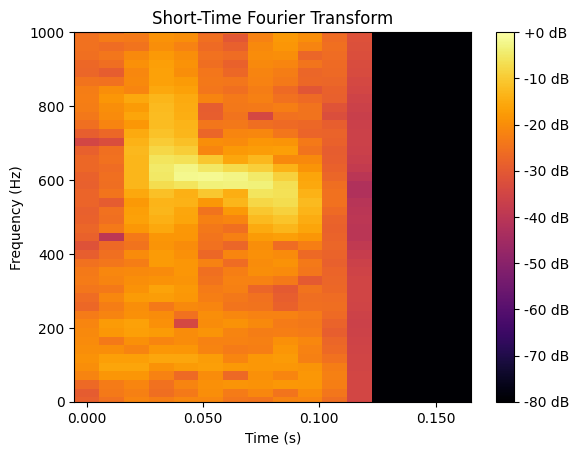 Short-Time Fourier Transform
Frequency (Hz)
1000
800
600
400
200
0
0.000
0.050
0.100
0.150
Time (s)
+0 dB
-10 dB
-20 dB
-30 dB
-40 dB
-50 dB
-60 dB
-70 dB
-80 dB